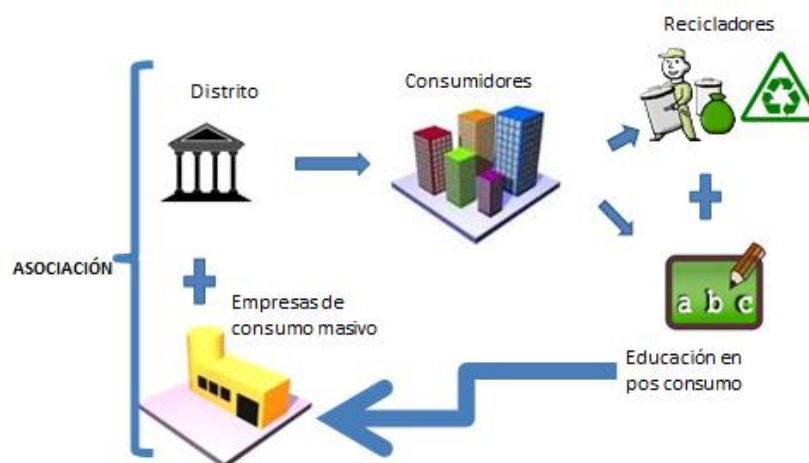 Recicladores
Consumidores
Distrito
ASOCIACIÓN
Empresas de
consumo masivo
a b c
Educación en
pos consumo